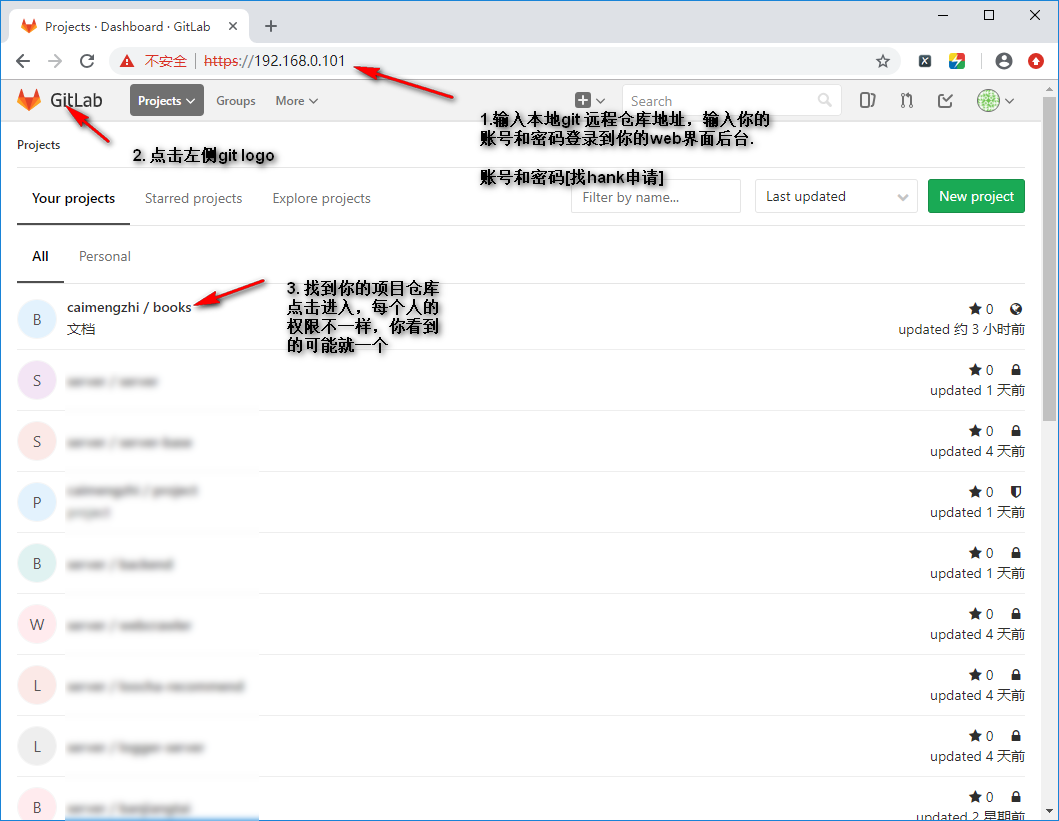 Projects · Dashboard · GitLab
不安全
https://192.168.0.101
GitLab
Projects
Groups
More
Search
1.输入本地git 远程仓库地址，输入你的
账号和密码登录到你的web界面后台.
账号和密码[找hank申请]
2. 点击左侧git logo
Projects
Your projects
Starred projects
Explore projects
Filter by name...
Last updated
New project
All
Personal
3. 找到你的项目仓库
点击进入，每个人的
权限不一样，你看到
的可能就一个
B
caimengzhi / books
文档
0
updated 约 3 小时前
S
0
updated 1 天前
S
0
updated 4 天前
P
0
updated 1 天前
B
0
updated 1 天前
W
0
updated 4 天前
L
0
updated 4 天前
L
0
updated 4 天前
B
0
updated 2 星期前